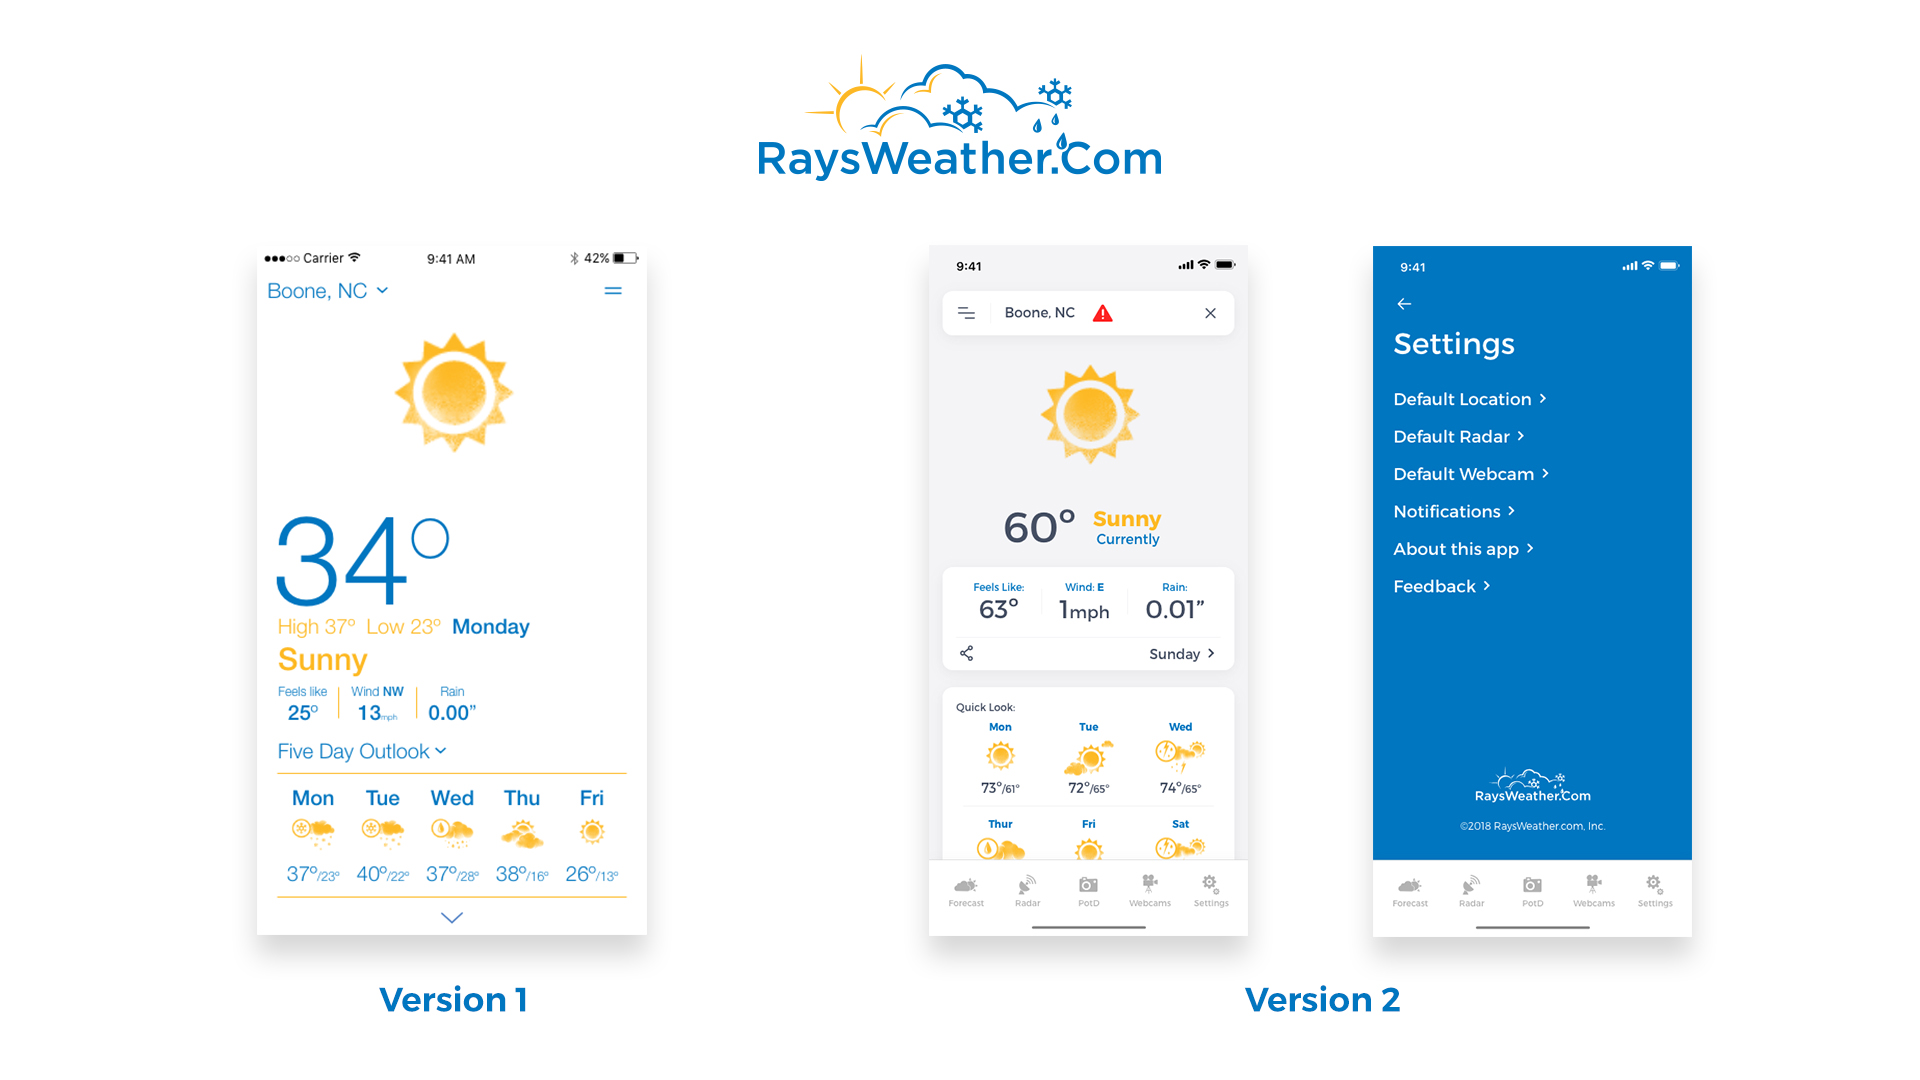 RaysWeather.Com
Carrier 9:41 AM 42%
Boone, NC
34°
High 37° Low 23° Monday
Sunny
Feels like Wind NW Rain
25° 13mph 0.00”
Five Day Outlook
Mon Tue Wed Thu Fri
37°/23° 40°/22° 37°/28° 38°/16° 26°/13°
Version 1
9:41
Boone, NC
60° Sunny
Currently
Feels Like: Wind: E Rain:
63° 1mph 0.01”
Sunday
Quick Look:
Mon Tue Wed
73°/61° 72°/65° 74°/65°
Thur Fri Sat
Forecast Radar PotD Webcams Settings
9:41
Settings
Default Location
Default Radar
Default Webcam
Notifications
About this app
Feedback
RaysWeather.Com
©2018 RaysWeather.com, Inc.
Forecast Radar PotD Webcams Settings
Version 2